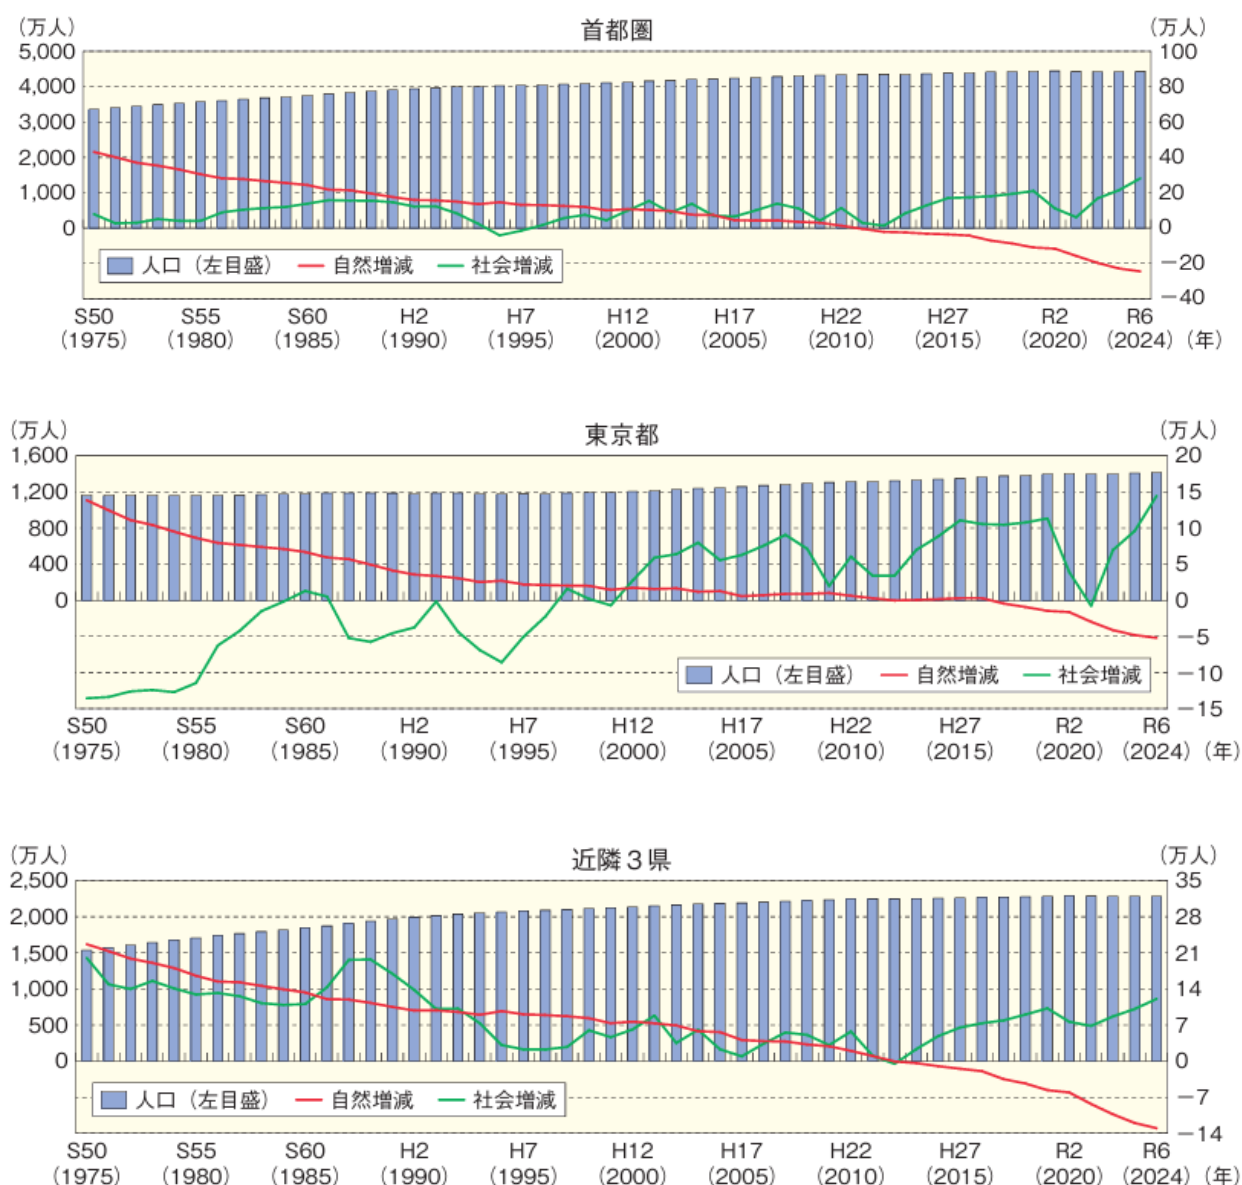 首都圏
(万人) (万人)
5,000 100
4,000 80
3,000 60
2,000 40
1,000 20
0 0
－20
－40
人口（左目盛） 自然増減 社会増減
S50 S55 S60 H2 H7 H12 H17 H22 H27 R2 R6
（1975） （1980） （1985） （1990） （1995） （2000） （2005） （2010） （2015） （2020） （2024）（年）
東京都
(万人) (万人)
1,600 20
1,200 15
800 10
400 5
0 0
－5
－10
－15
人口（左目盛） 自然増減 社会増減
S50 S55 S60 H2 H7 H12 H17 H22 H27 R2 R6
（1975） （1980） （1985） （1990） （1995） （2000） （2005） （2010） （2015） （2020） （2024）（年）
近隣３県
(万人) (万人)
2,500 35
2,000 28
1,500 21
1,000 14
500 7
0 0
－7
－14
人口（左目盛） 自然増減 社会増減
S50 S55 S60 H2 H7 H12 H17 H22 H27 R2 R6
（1975） （1980） （1985） （1990） （1995） （2000） （2005） （2010） （2015） （2020） （2024）（年）